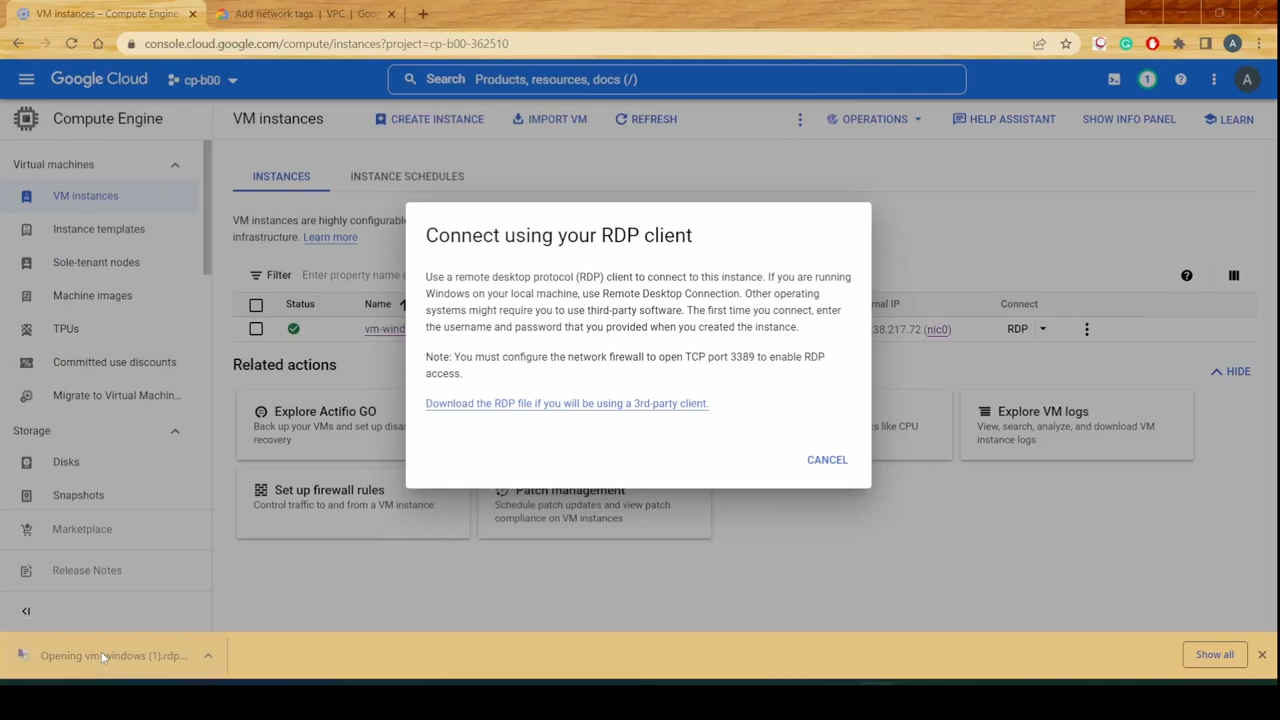 VM instances – Compute Engine
Add network tags | VPC | Goo
console.cloud.google.com/compute/instances?project=cp-b00-362510
A
Google Cloud
cp-b00
Search Products, resources, docs (/)
1
A
Compute Engine
VM instances
CREATE INSTANCE
IMPORT VM
REFRESH
OPERATIONS
HELP ASSISTANT
SHOW INFO PANEL
LEARN
Virtual machines
VM instances
Instance templates
Sole-tenant nodes
Machine images
TPUs
Committed use discounts
Migrate to Virtual Machin...
Storage
Disks
Snapshots
Marketplace
Release Notes
INSTANCES
INSTANCE SCHEDULES
VM instances are highly configurable
infrastructure. Learn more
Filter Enter property name
Status Name Connect
vm-wind 38.217.72 (nic0) RDP
Related actions
HIDE
Explore Actifio GO
Back up your VMs and set up disas
recovery
s like CPU
Explore VM logs
View, search, analyze, and download VM
instance logs
Set up firewall rules
Control traffic to and from a VM instance
Patch management
Schedule patch updates and view patch
compliance on VM instances
Connect using your RDP client
Use a remote desktop protocol (RDP) client to connect to this instance. If you are running
Windows on your local machine, use Remote Desktop Connection. Other operating
systems might require you to use third-party software. The first time you connect, enter
the username and password that you provided when you created the instance.
Note: You must configure the network firewall to open TCP port 3389 to enable RDP
access.
Download the RDP file if you will be using a 3rd-party client.
CANCEL
Opening vm-windows (1).rdp...
Show all